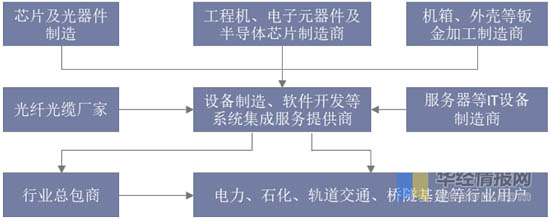 芯片及光器件
制造
工程机、电子元器件及
半导体芯片制造商
机箱、外壳等钣
金加工制造商
光纤光缆厂家
设备制造、软件开发等
系统集成服务提供商
服务器等IT设备
制造商
行业总包商
电力、石化、轨道交通、桥隧基建等行业用户
华经情报网